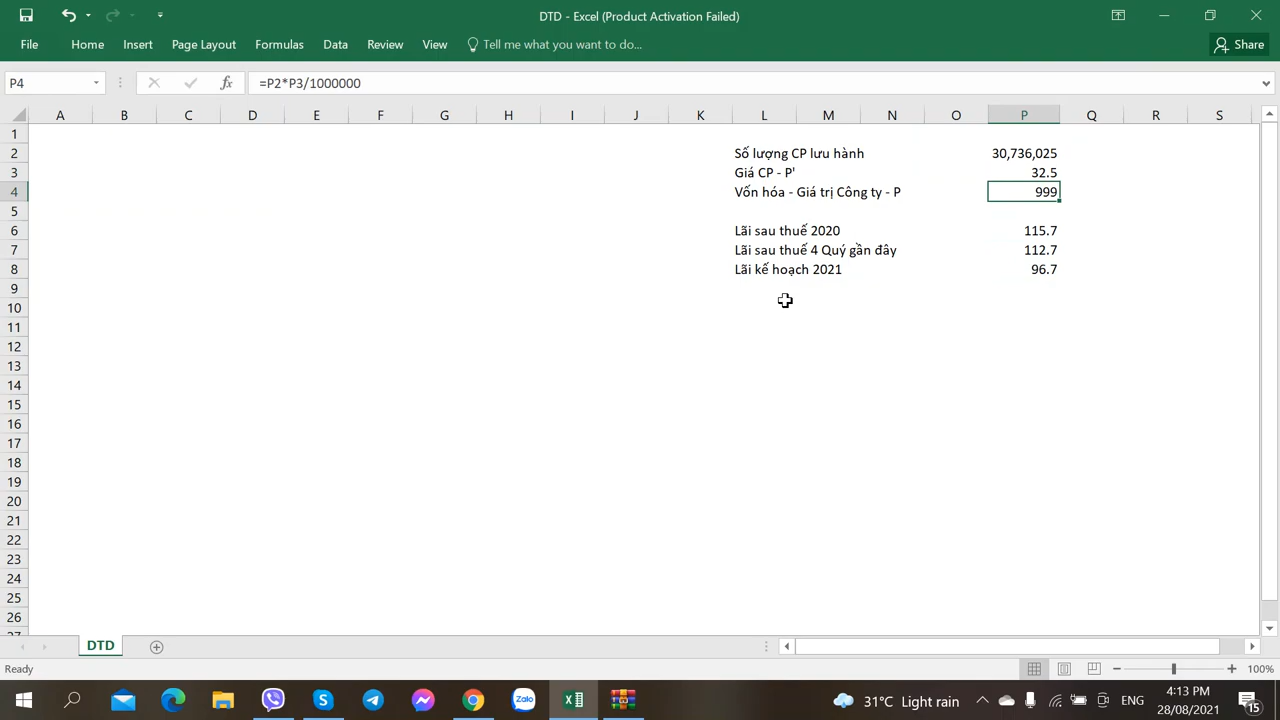 DTD - Excel (Product Activation Failed)
File Home Insert Page Layout Formulas Data Review View Tell me what you want to do... Share
P4 fx =P2*P3/1000000
A B C D E F G H I J K L M N O P Q R S
1
2 Số lượng CP lưu hành 30,736,025
3 Giá CP - P' 32.5
4 Vốn hóa - Giá trị Công ty - P 999
5
6 Lãi sau thuế 2020 115.7
7 Lãi sau thuế 4 Quý gần đây 112.7
8 Lãi kế hoạch 2021 96.7
9
10
11
12
13
14
15
16
17
18
19
20
21
22
23
24
25
26
27
DTD
Ready 100%
Zalo 31°C Light rain ENG 4:13 PM
28/08/2021 15